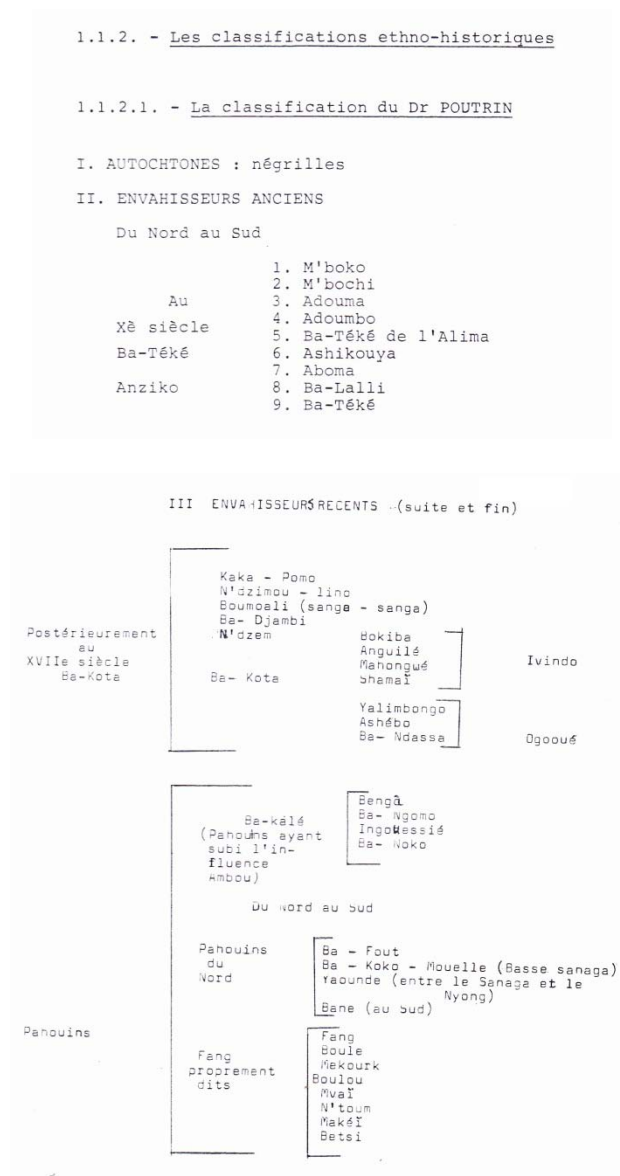 1.1.2. - Les classifications ethno-historiques
1.1.2.1. - La classification du Dr POUTRIN
I. AUTOCHTONES : négrilles
II. ENVAHISSEURS ANCIENS
Du Nord au Sud
Au
Xè siècle
Ba-Téké
Anziko
1. M'boko
2. M'bochi
3. Adouma
4. Adoumbo
5. Ba-Téké de l'Alima
6. Ashikouya
7. Aboma
8. Ba-Lalli
9. Ba-Téké
III ENVAHISSEURS RECENTS (suite et fin)
Postérieurement
au
XVIIe siècle
Ba-Kota
Kaka - Pomo
N'dzimou - lino
Boumoali (sanga - sanga)
Ba- Djambi
N'dzem
Ba- Kota
Bokiba
Anguilé
Mahongué
Shamaï
Ivindo
Yalimbongo
Ashébo
Ba- Ndassa
Ogooué
Pahouins
Ba-kélé
(Pahouins ayant
subi l'in-
fluence
Ambou)
Bengâ
Ba- Ngomo
Ba- Noko
Du Nord au Sud
Pahouins
du
Nord
Ba - Fout
Ba - Koko - Mouelle (Basse sanaga)
Yaounde (entre le Sanaga et le
Nyong)
Bane (au Sud)
Fang
proprement
dits
Fang
Boule
Mekourk
Boulou
Mvaï
N'toum
Makéï
Betsi